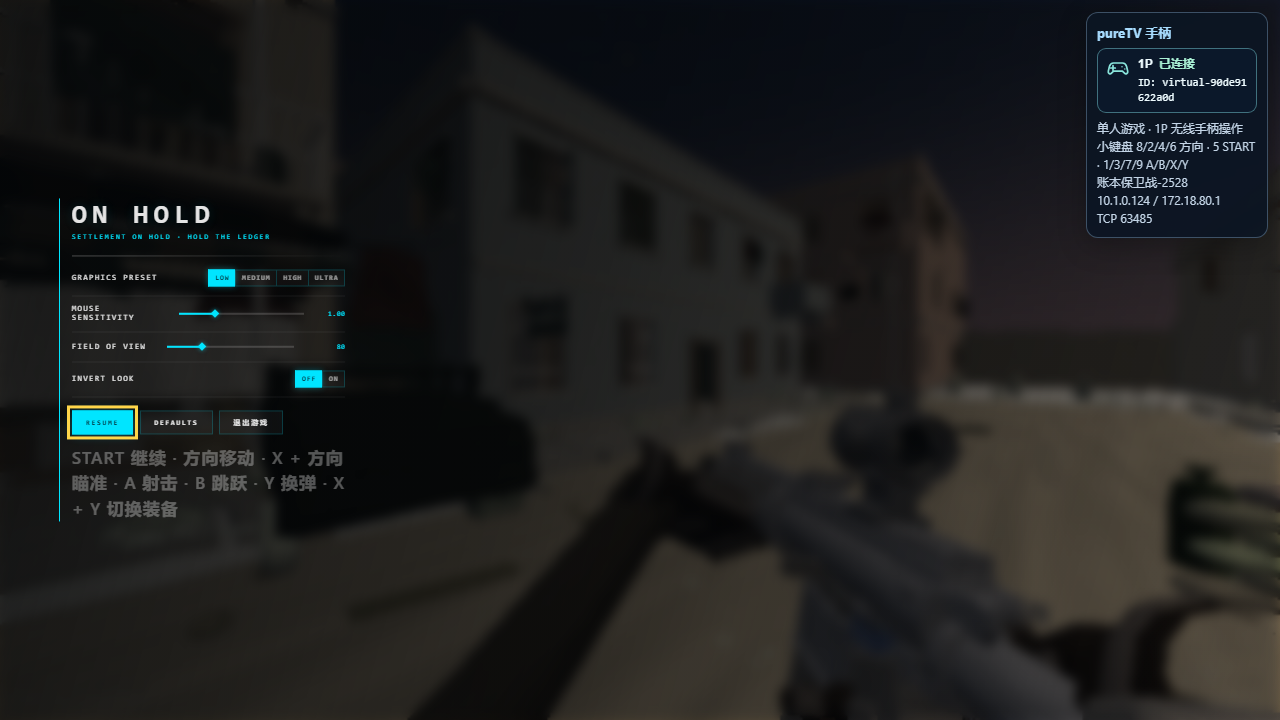 pureTV 手柄
1P 已连接
ID: virtual-90de91
622a0d
单人游戏 · 1P 无线手柄操作
小键盘 8/2/4/6 方向 · 5 START
· 1/3/7/9 A/B/X/Y
账本保卫战-2528
10.1.0.124 / 172.18.80.1
TCP 63485
ON HOLD
SETTLEMENT ON HOLD · HOLD THE LEDGER
GRAPHICS PRESET LOW MEDIUM HIGH ULTRA
MOUSE
SENSITIVITY 1.00
FIELD OF VIEW 80
INVERT LOOK OFF ON
RESUME DEFAULTS 退出游戏
START 继续 · 方向移动 · X + 方向
瞄准 · A 射击 · B 跳跃 · Y 换弹 · X
+ Y 切换装备